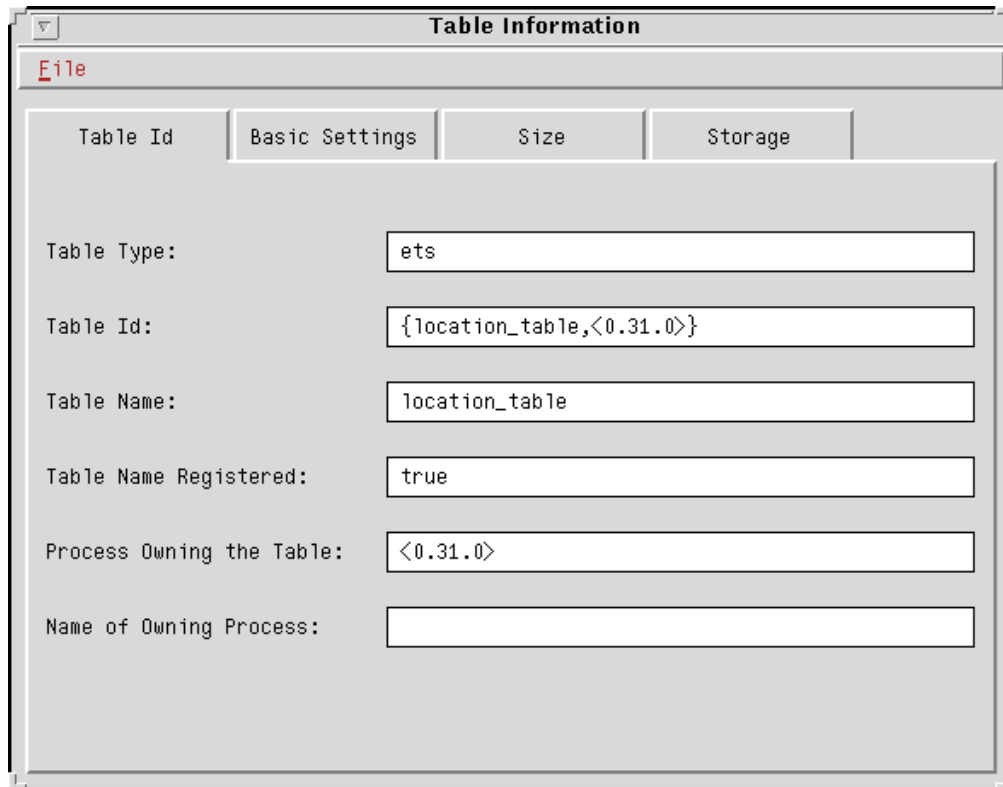 Table Information
File
Table Id Basic Settings Size Storage
Table Type: ets
Table Id: {location_table,<0.31.0>}
Table Name: location_table
Table Name Registered: true
Process Owning the Table: <0.31.0>
Name of Owning Process: